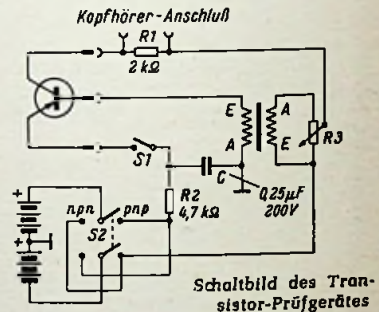 Kopfhörer-Anschluß
R1
2 kΩ
E
A
A
E
R3
S1
C
0,25µF
200V
R2
4,7 kΩ
+
npn
pnp
S2
+
Schaltbild des Tran-
sistor-Prüfgerätes